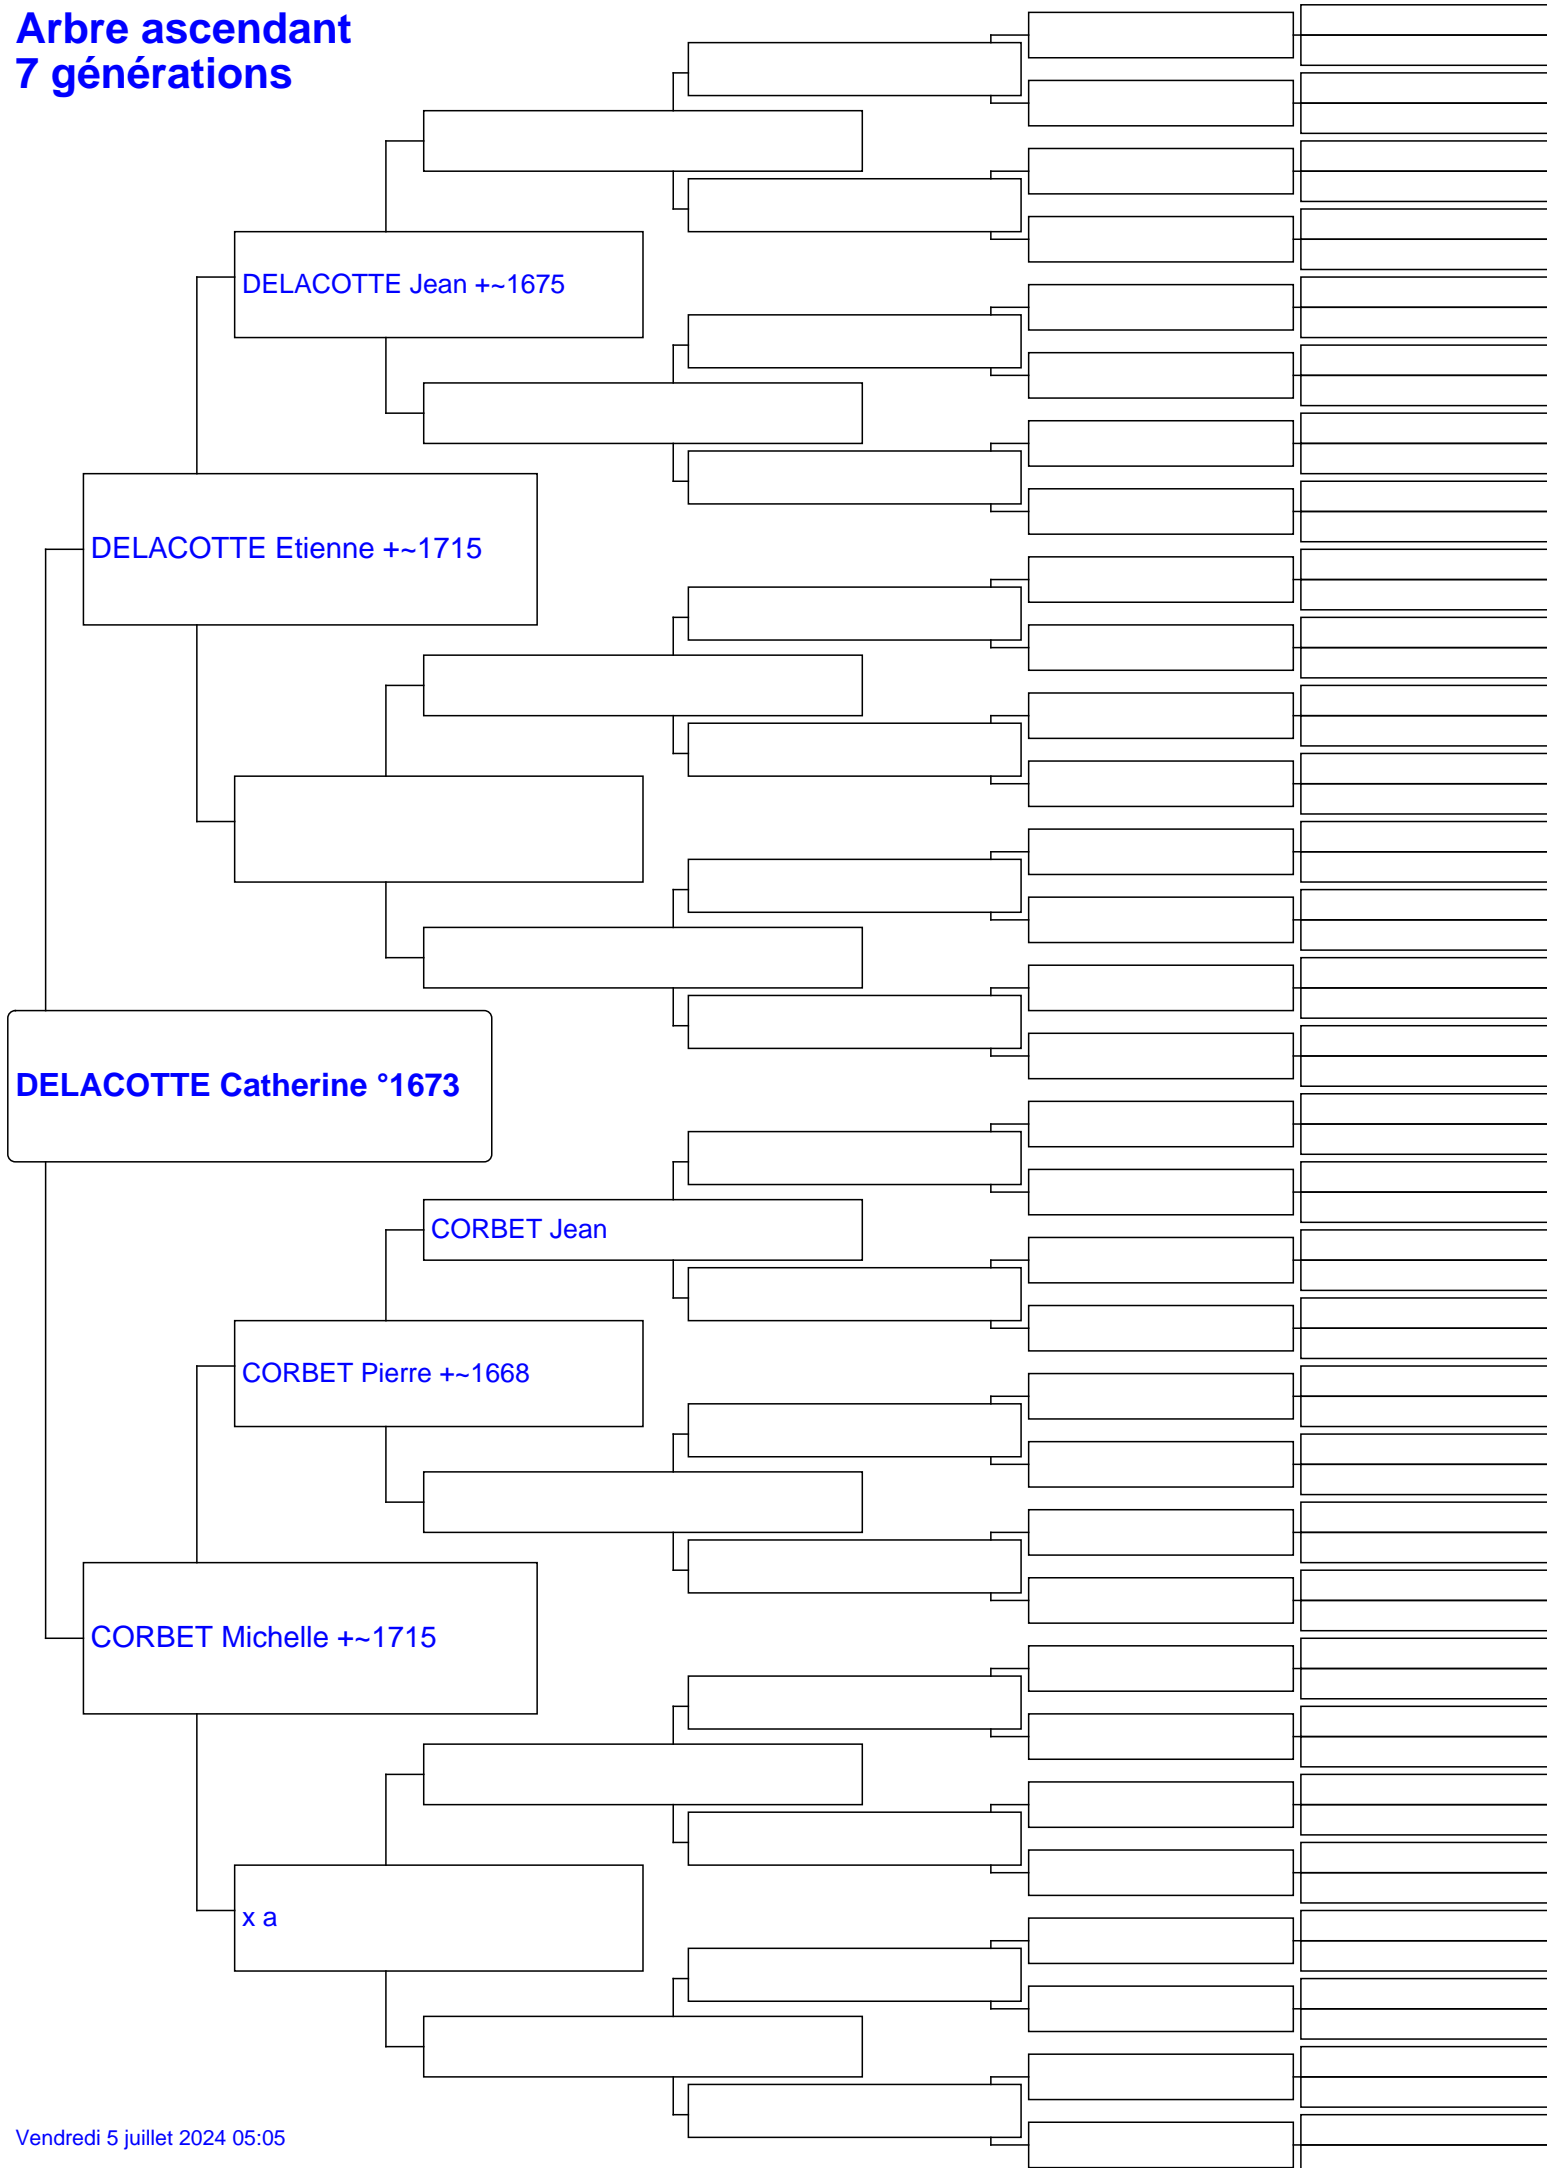 Arbre ascendant
7 générations
DELACOTTE Jean +~1675
DELACOTTE Etienne +~1715
DELACOTTE Catherine °1673
CORBET Jean
CORBET Pierre +~1668
CORBET Michelle +~1715
x a
Vendredi 5 juillet 2024 05:05